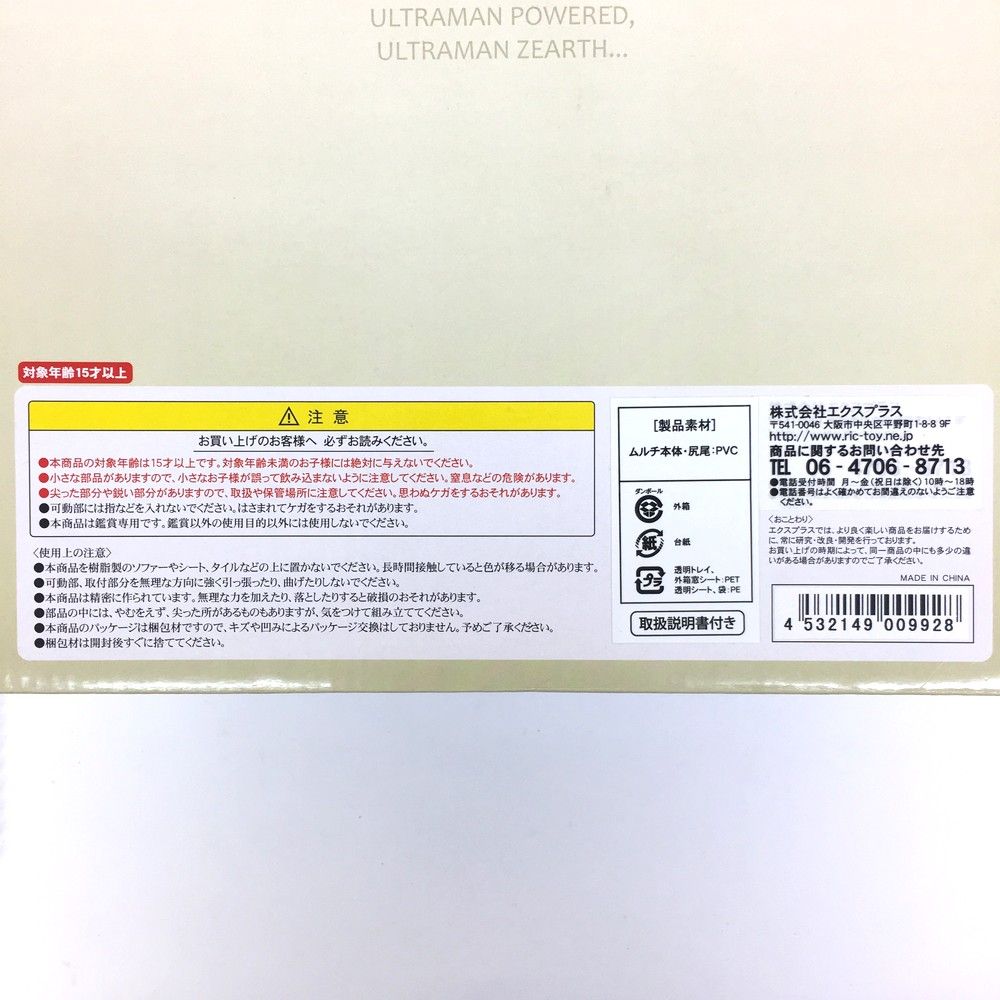 ULTRAMAN POWERED,
ULTRAMAN ZEARTH...
対象年齢15才以上
注 意
お買い上げのお客様へ 必ずお読みください。
●本商品の対象年齢は15才以上です。対象年齢未満のお子様には絶対に与えないでください。
●小さな部品がありますので、小さなお子様が誤って飲み込まないように注意してください。窒息などの危険があります。
●尖った部分や鋭い部分がありますので、取扱や保管場所に注意してください。思わぬケガをするおそれがあります。
●可動部には指などを入れないでください。はさまれてケガをするおそれがあります。
●本商品は鑑賞専用です。鑑賞以外の使用目的以外には使用しないでください。
〈使用上の注意〉
●本商品を樹脂製のソファーやシート、タイルなどの上に置かないでください。長時間接触していると色が移る場合があります。
●可動部、取付部分を無理な方向に強く引っ張ったり、曲げたりしないでください。
●本商品は精密に作られています。無理な力を加えたり、落としたりすると破損のおそれがあります。
●部品の中には、やむをえず、尖った所があるものもありますが、気をつけて組み立ててください。
●本商品のパッケージは梱包材ですので、キズや凹みによるパッケージ交換はしておりません。予めご了承ください。
●梱包材は開封後すぐに捨ててください。
［製品素材］
ムルチ本体・尻尾：PVC
ダンボール
外箱
紙
台紙
プラ
透明トレイ、
外箱窓シート：PET
透明シート、袋：PE
取扱説明書付き
株式会社エクスプラス
〒541-0046 大阪市中央区平野町1-8-8 9F
http://www.ric-toy.ne.jp
商品に関するお問い合わせ先
TEL 06-4706-8713
●電話受付時間 月～金（祝日は除く）10時～18時
●電話番号はよく確かめてお間違えのないようご注意
ください。
〈おことわり〉
エクスプラスでは、より良く楽しい商品をお届けするため
に、常に研究・改良・開発を行っております。
お買い上げの時期によって、同一商品の中にも多少の違
いがある場合がありますのでご了承ください。
MADE IN CHINA
4 532149 009928